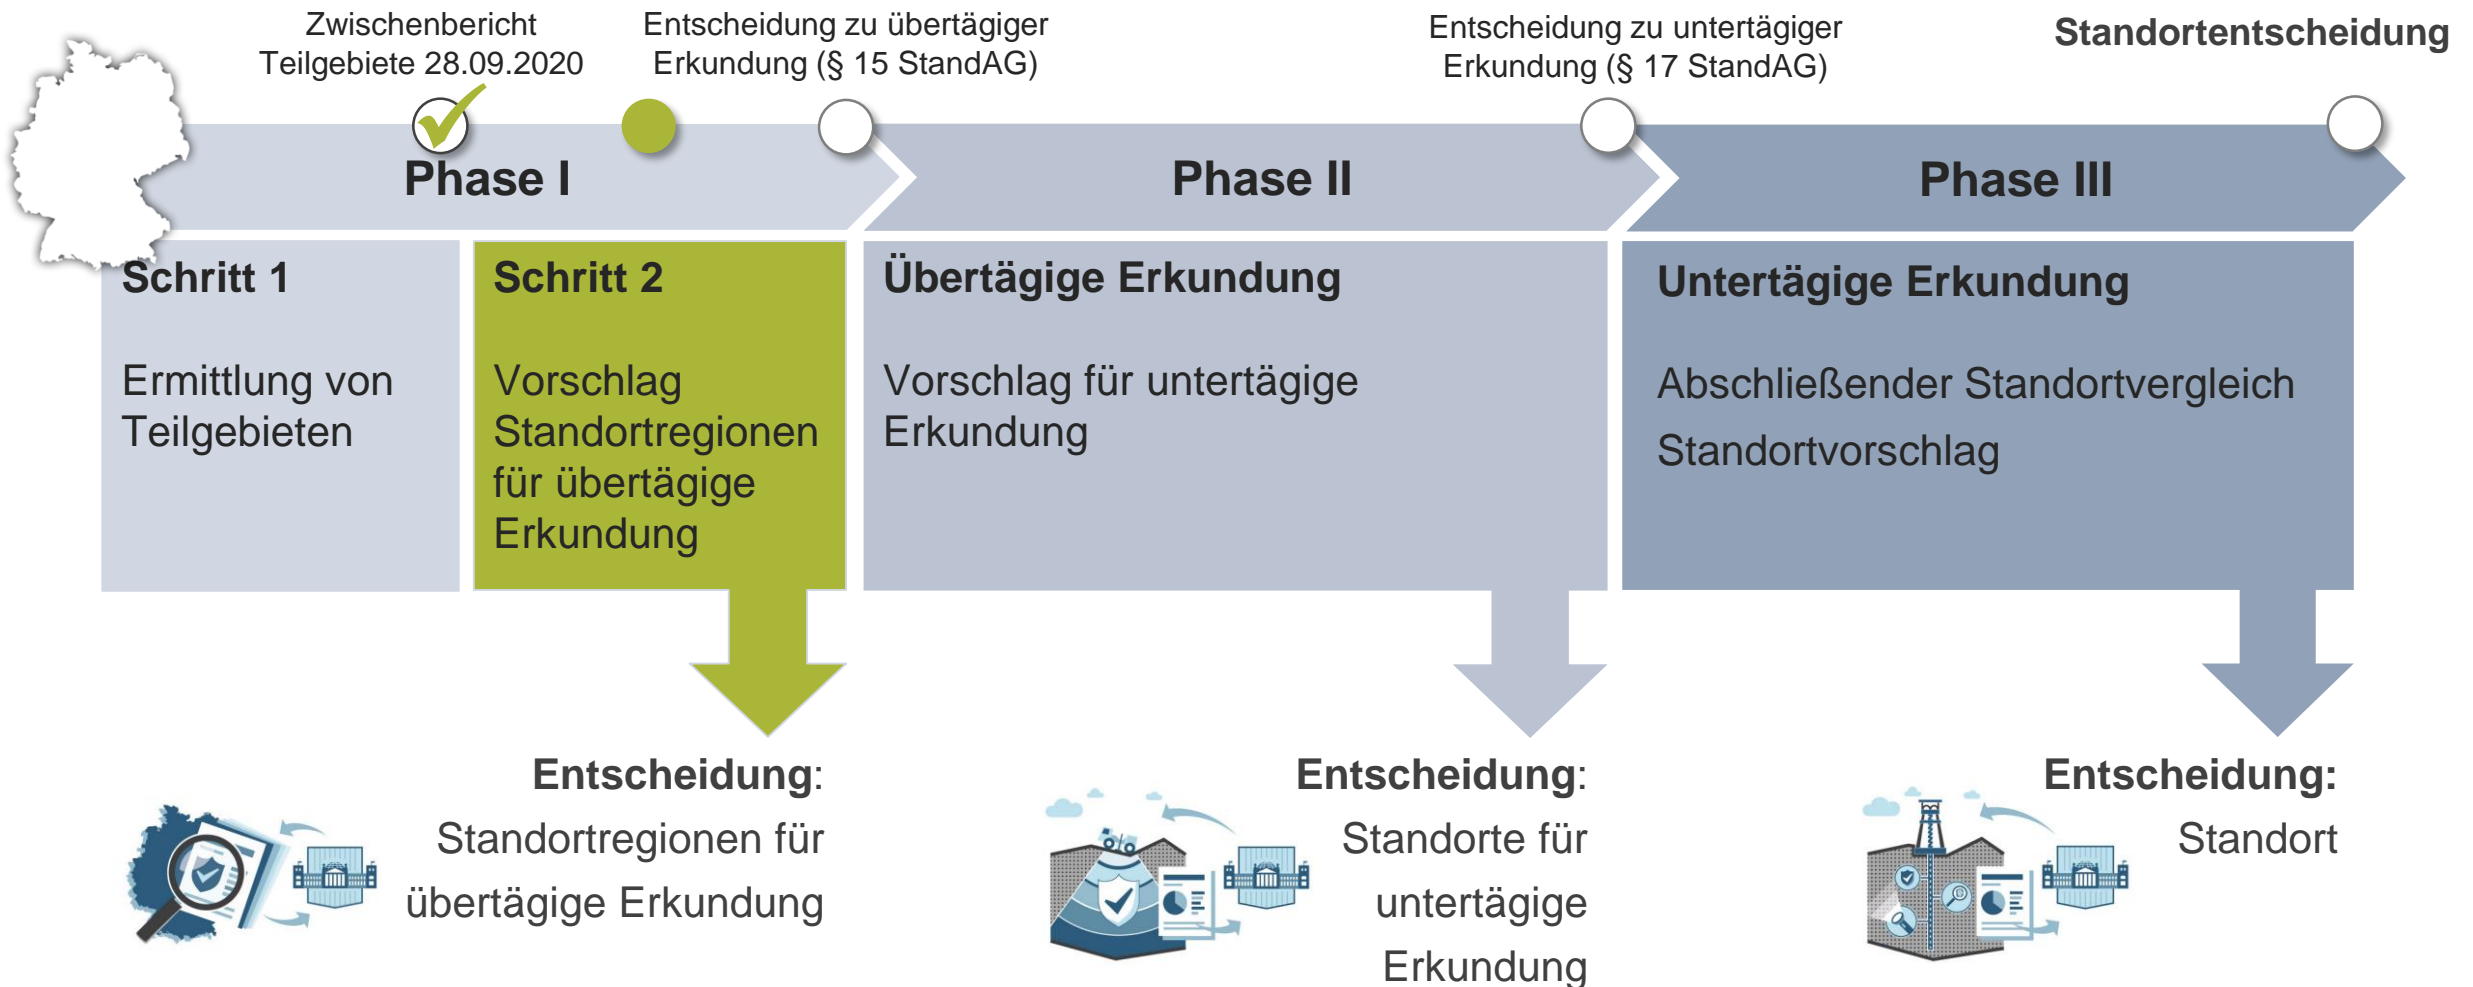 Zwischenbericht
Teilgebiete 28.09.2020
Entscheidung zu übertägiger
Erkundung (§ 15 StandAG)
Entscheidung zu untertägiger
Erkundung (§ 17 StandAG)
Standortentscheidung
Phase I
Phase II
Phase III
Schritt 1
Ermittlung von
Teilgebieten
Schritt 2
Vorschlag
Standortregionen
für übertägige
Erkundung
Übertägige Erkundung
Vorschlag für untertägige
Erkundung
Untertägige Erkundung
Abschließender Standortvergleich
Standortvorschlag
Entscheidung:
Standortregionen für
übertägige Erkundung
Entscheidung:
Standorte für
untertägige
Erkundung
Entscheidung:
Standort